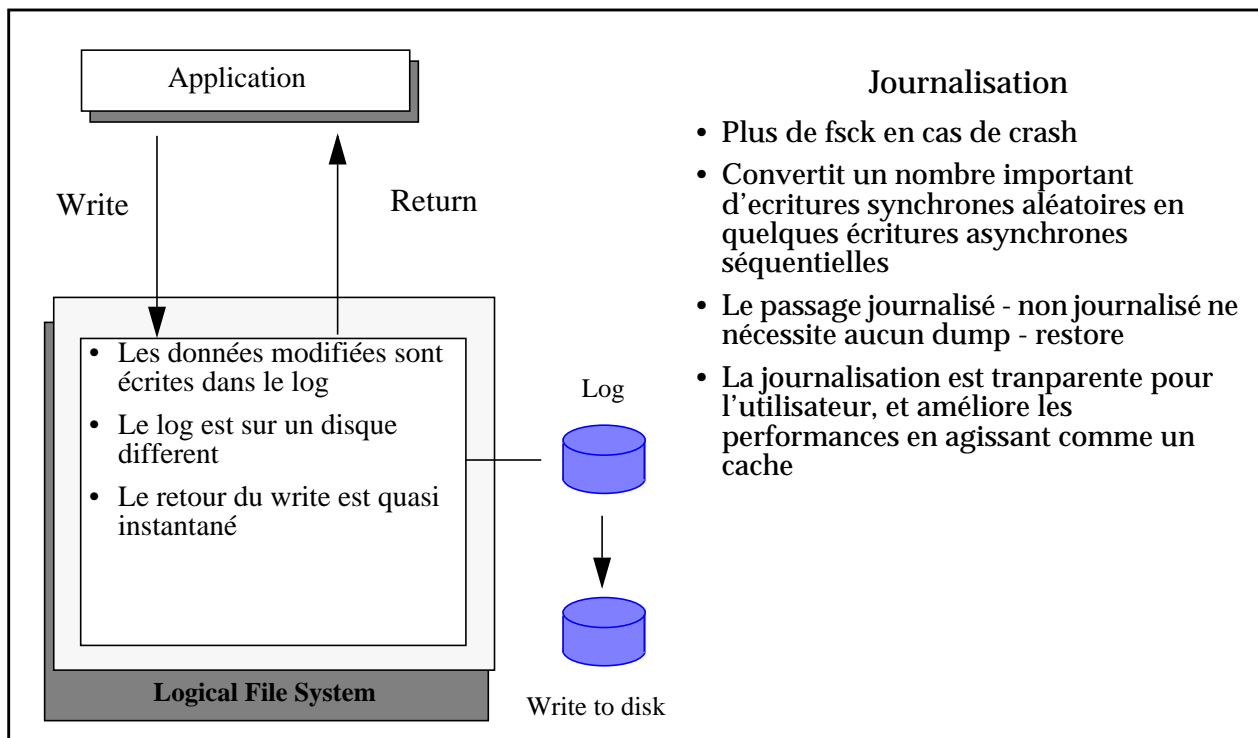 Application
Write
Return
• Les données modifiées sont
écrites dans le log
• Le log est sur un disque
different
• Le retour du write est quasi
instantané
Logical File System
Log
Write to disk
Journalisation
• Plus de fsck en cas de crash
• Convertit un nombre important
d’ecritures synchrones aléatoires en
quelques écritures asynchrones
séquentielles
• Le passage journalisé - non journalisé ne
nécessite aucun dump - restore
• La journalisation est tranparente pour
l’utilisateur, et améliore les
performances en agissant comme un
cache